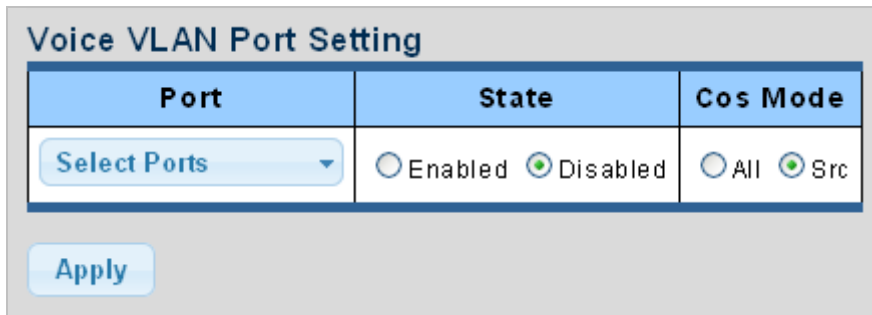 Voice VLAN Port Setting
Port State Cos Mode
Select Ports Enabled Disabled All Src
Apply